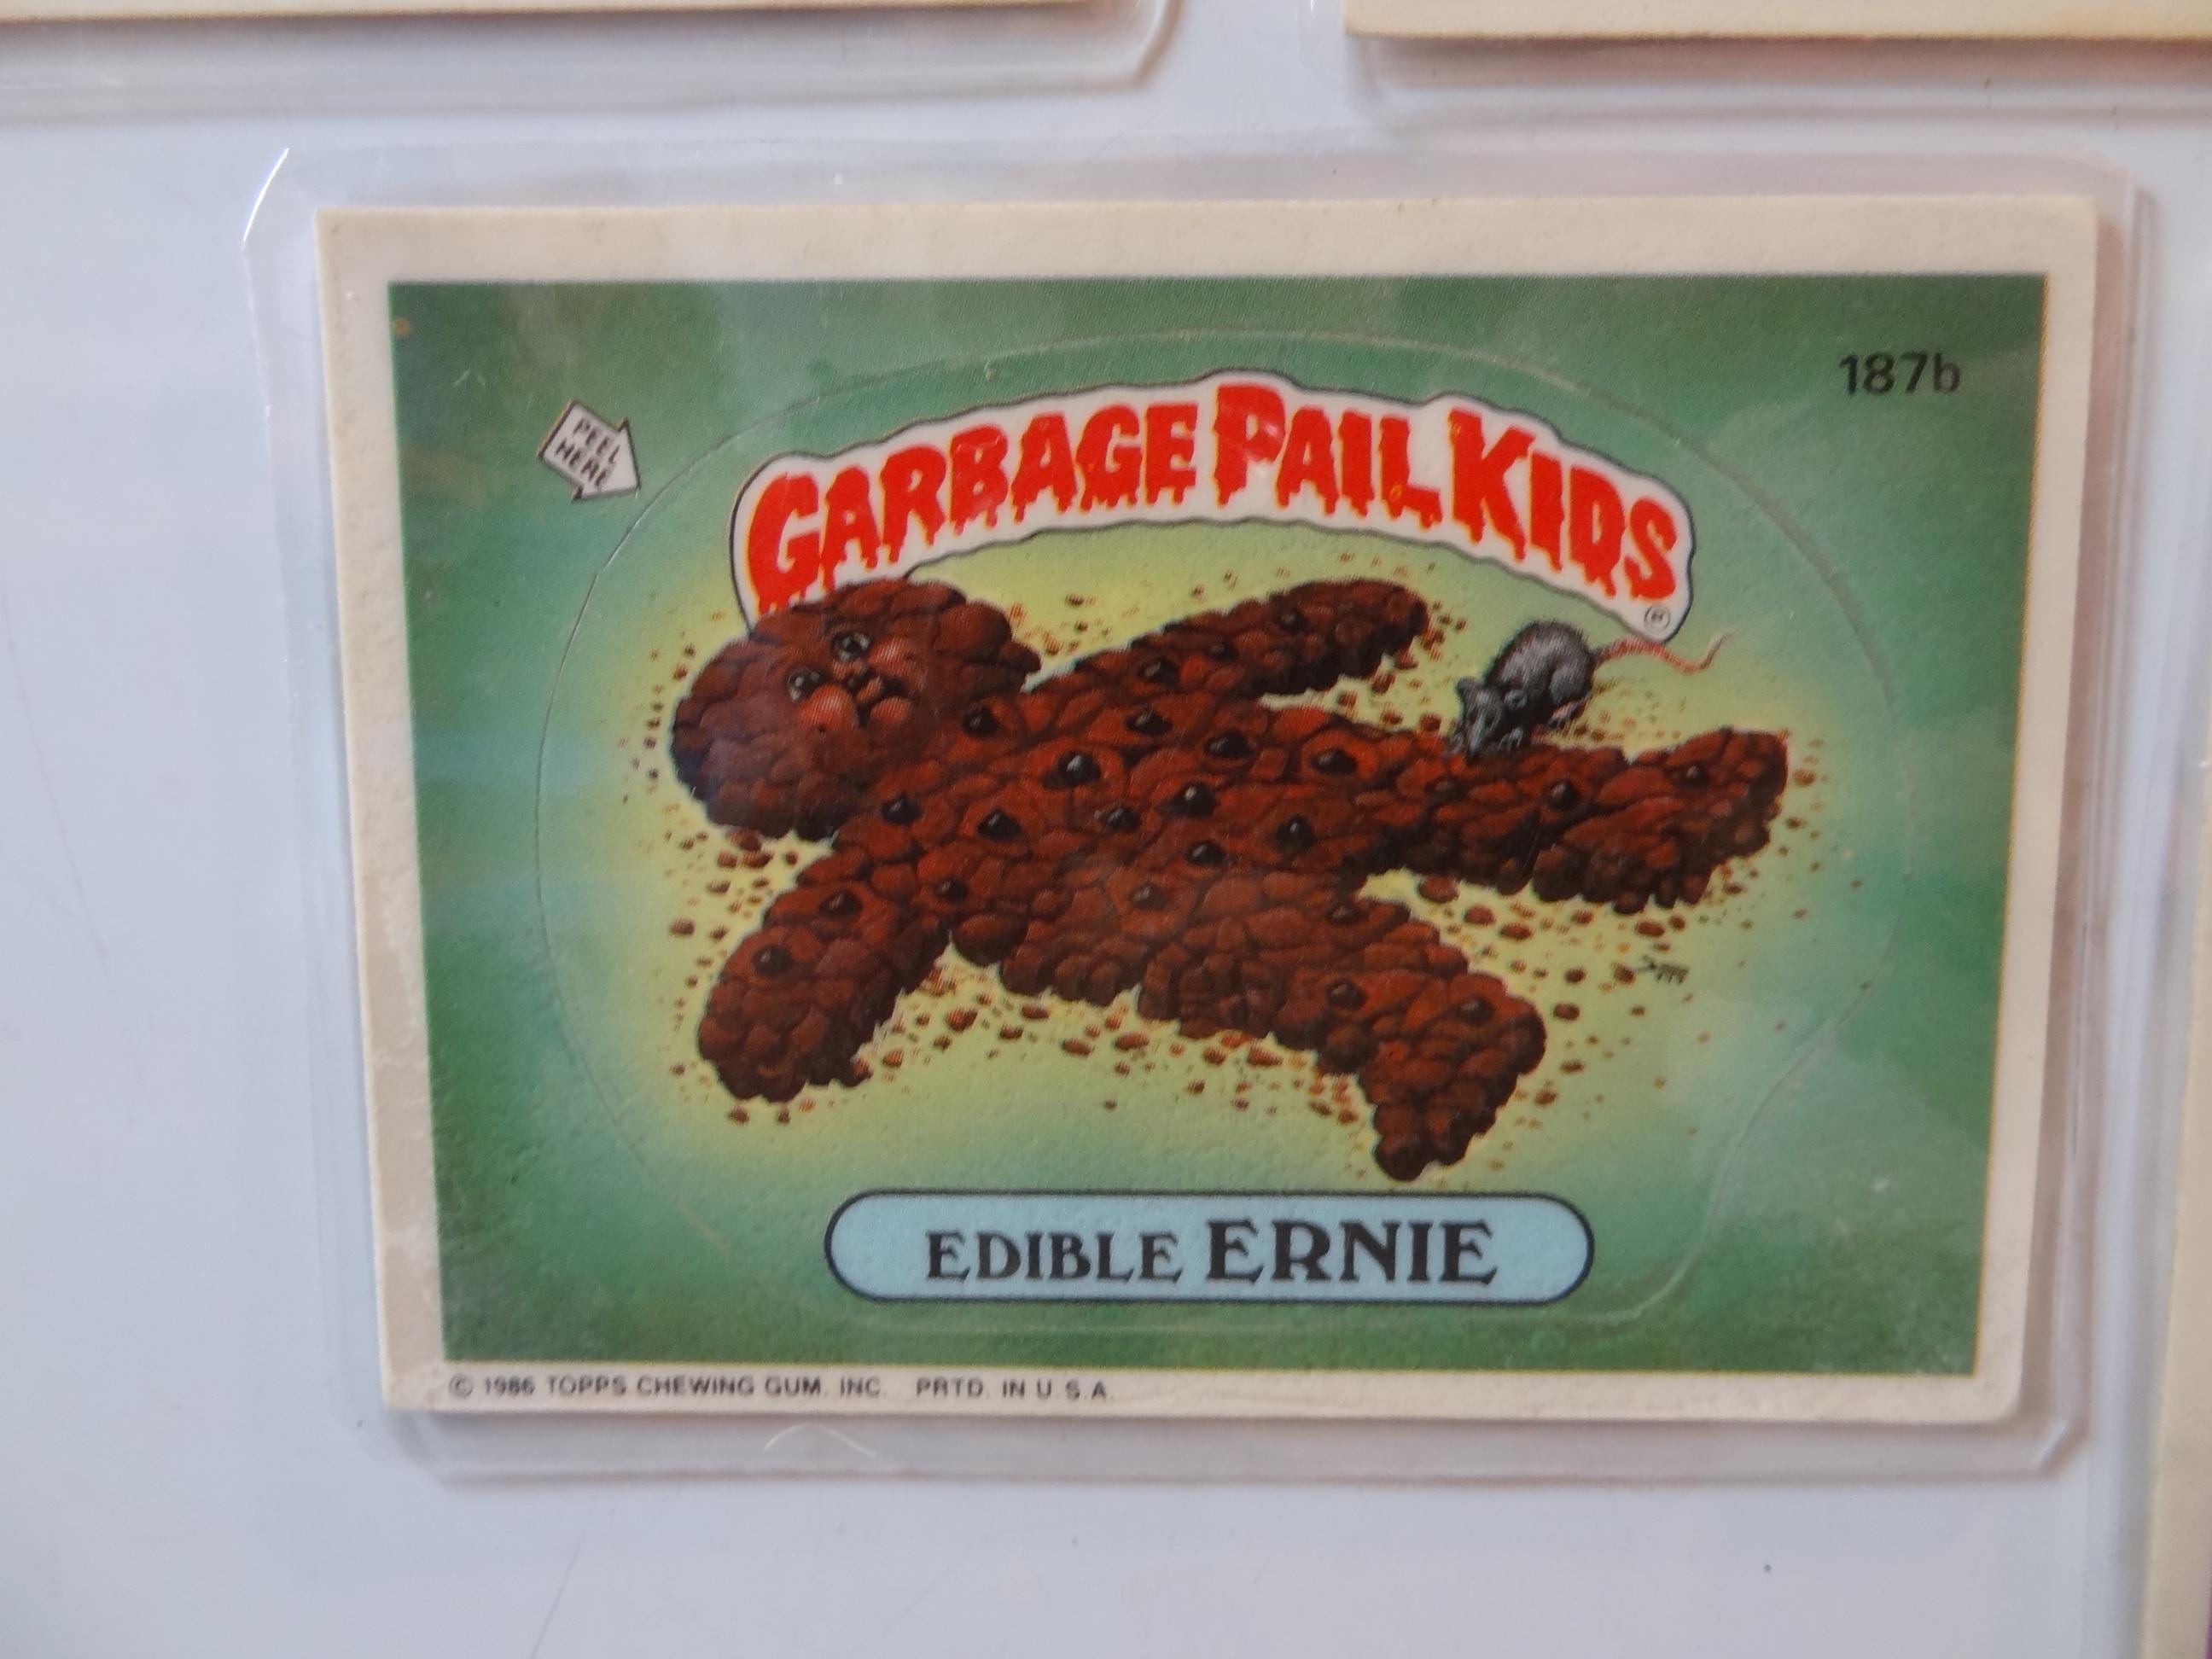 187b
PEEL
HERE
GARBAGE PAIL KIDS
®
EDIBLE ERNIE
© 1986 TOPPS CHEWING GUM, INC. PRTD. IN U.S.A.